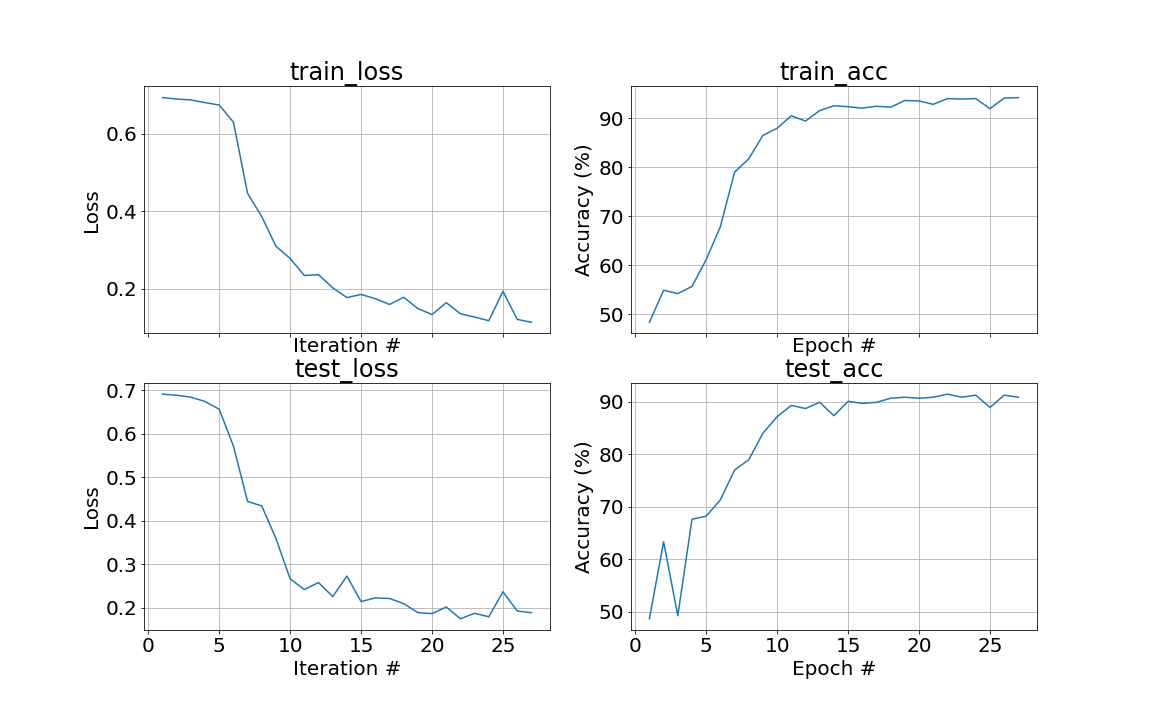 train_loss
train_acc
0.6
0.4
0.2
Loss
Iteration #
90
80
70
60
50
Accuracy (%)
Epoch #
test_loss
test_acc
0.7
0.6
0.5
0.4
0.3
0.2
Loss
0 5 10 15 20 25
Iteration #
90
80
70
60
50
Accuracy (%)
0 5 10 15 20 25
Epoch #